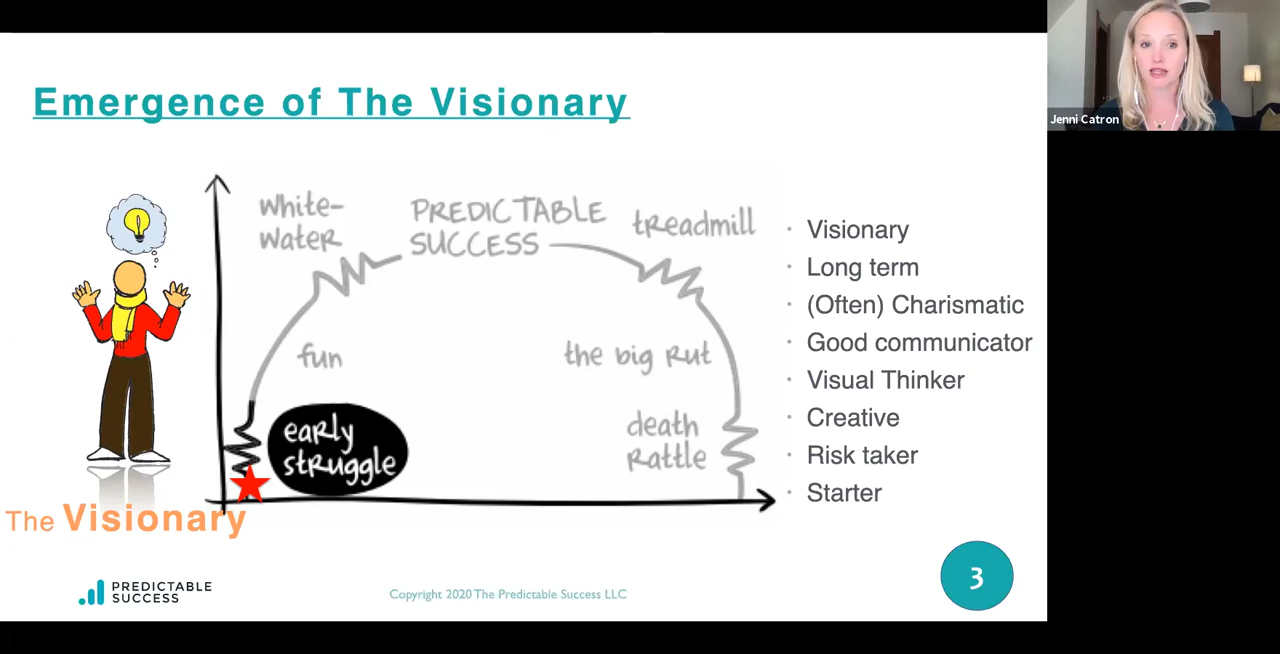 Emergence of The Visionary
Jenni Catron
white-
water
PREDICTABLE
SUCCESS
treadmill
fun
the big rut
early
struggle
death
rattle
The Visionary
· Visionary
· Long term
· (Often) Charismatic
· Good communicator
· Visual Thinker
· Creative
· Risk taker
· Starter
PREDICTABLE
SUCCESS
Copyright 2020 The Predictable Success LLC
3